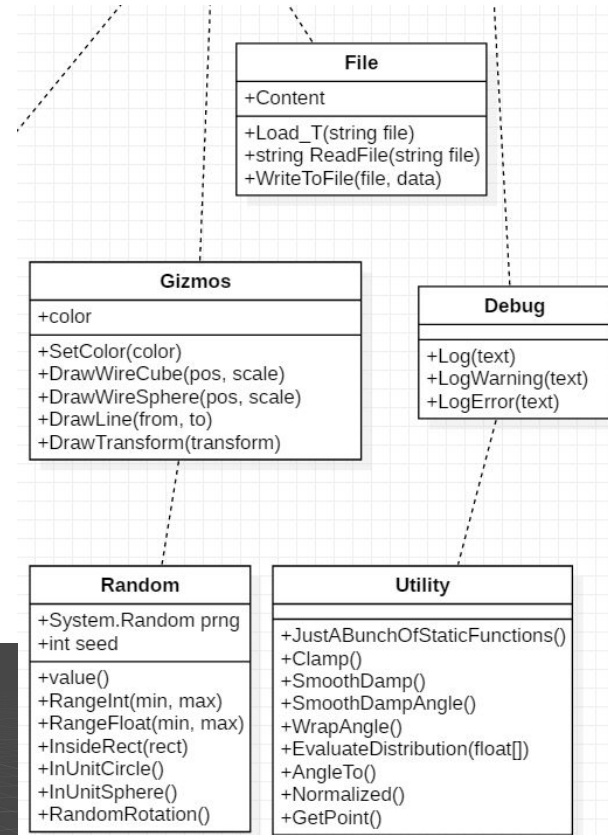 File
+Content
+Load_T(string file)
+string ReadFile(string file)
+WriteToFile(file, data)
Gizmos
+color
+SetColor(color)
+DrawWireCube(pos, scale)
+DrawWireSphere(pos, scale)
+DrawLine(from, to)
+DrawTransform(transform)
Debug
+Log(text)
+LogWarning(text)
+LogError(text)
Random
+System.Random prng
+int seed
+value()
+RangeInt(min, max)
+RangeFloat(min, max)
+InsideRect(rect)
+InUnitCircle()
+InUnitSphere()
+RandomRotation()
Utility
+JustABunchOfStaticFunctions()
+Clamp()
+SmoothDamp()
+SmoothDampAngle()
+WrapAngle()
+EvaluateDistribution(float[])
+AngleTo()
+Normalized()
+GetPoint()